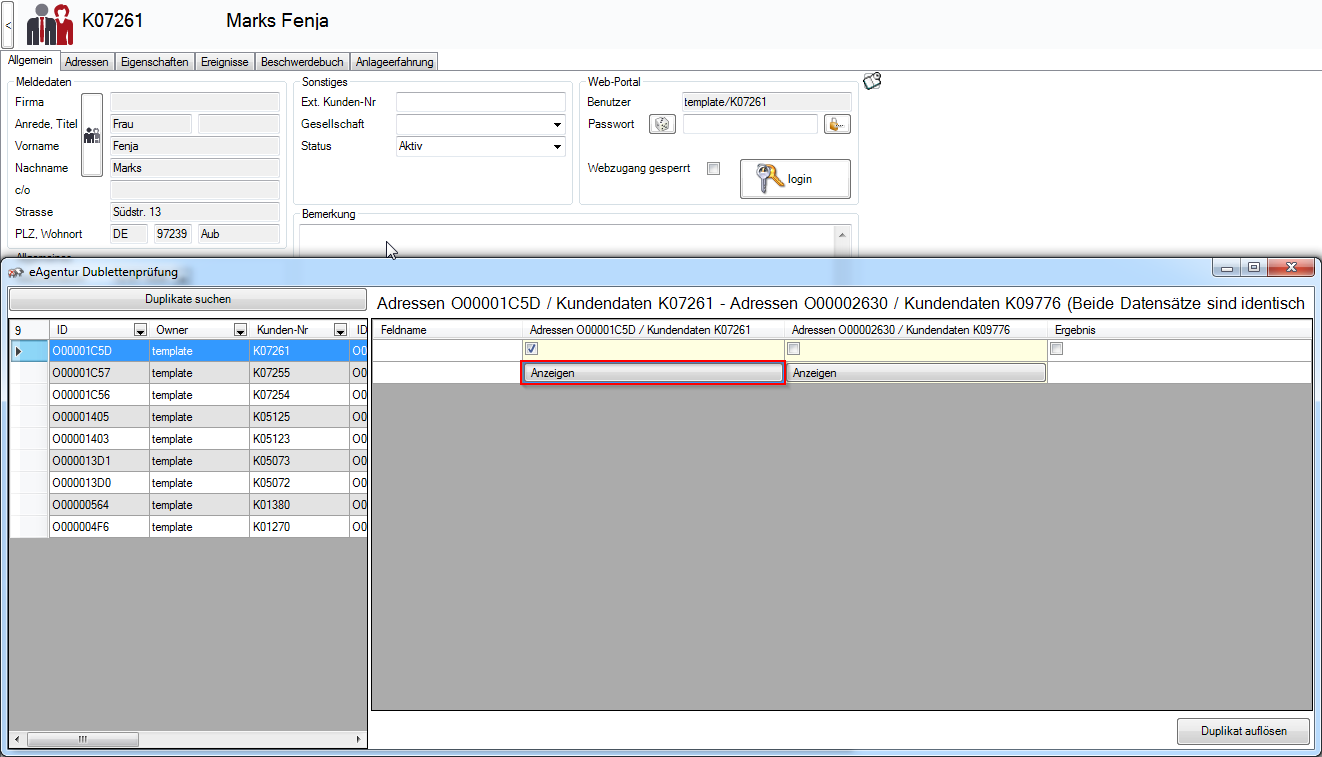 <
K07261 Marks Fenja
Allgemein Adressen Eigenschaften Ereignisse Beschwerdebuch Anlageerfahrung
Meldedaten
Firma
Anrede, Titel Frau
Vorname Fenja
Nachname Marks
c/o
Strasse Südstr. 13
PLZ, Wohnort DE 97239 Aub
Sonstiges
Ext. Kunden-Nr
Gesellschaft
Status Aktiv
Web-Portal
Benutzer template/K07261
Passwort
Webzugang gesperrt
login
Bemerkung
Allgemeines
eAgentur Dublettenprüfung
Duplikate suchen
Adressen O00001C5D / Kundendaten K07261 - Adressen O00002630 / Kundendaten K09776 (Beide Datensätze sind identisch
9 ID Owner Kunden-Nr ID
O00001C5D template K07261 O0
O00001C57 template K07255 O0
O00001C56 template K07254 O0
O00001405 template K05125 O0
O00001403 template K05123 O0
O000013D1 template K05073 O0
O000013D0 template K05072 O0
O00000564 template K01380 O0
O000004F6 template K01270 O0
Feldname Adressen O00001C5D / Kundendaten K07261 Adressen O00002630 / Kundendaten K09776 Ergebnis
Anzeigen Anzeigen
Duplikat auflösen